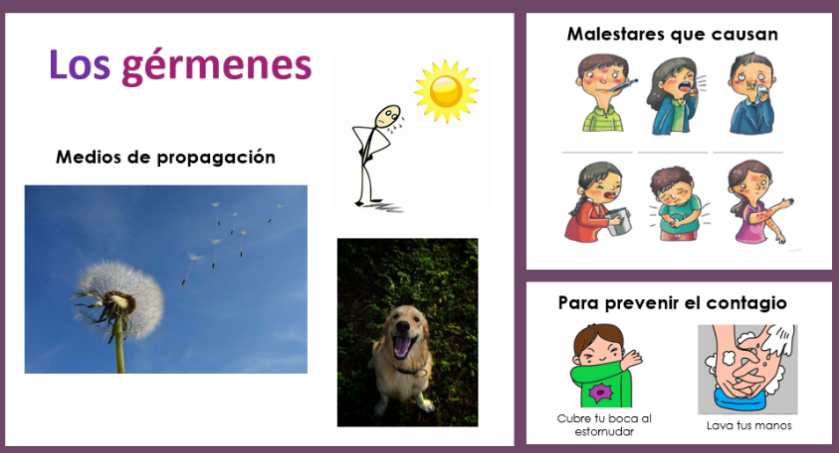 Los gérmenes
Medios de propagación
Malestares que causan
Para prevenir el contagio
Cubre tu boca al
estornudar
Lava tus manos